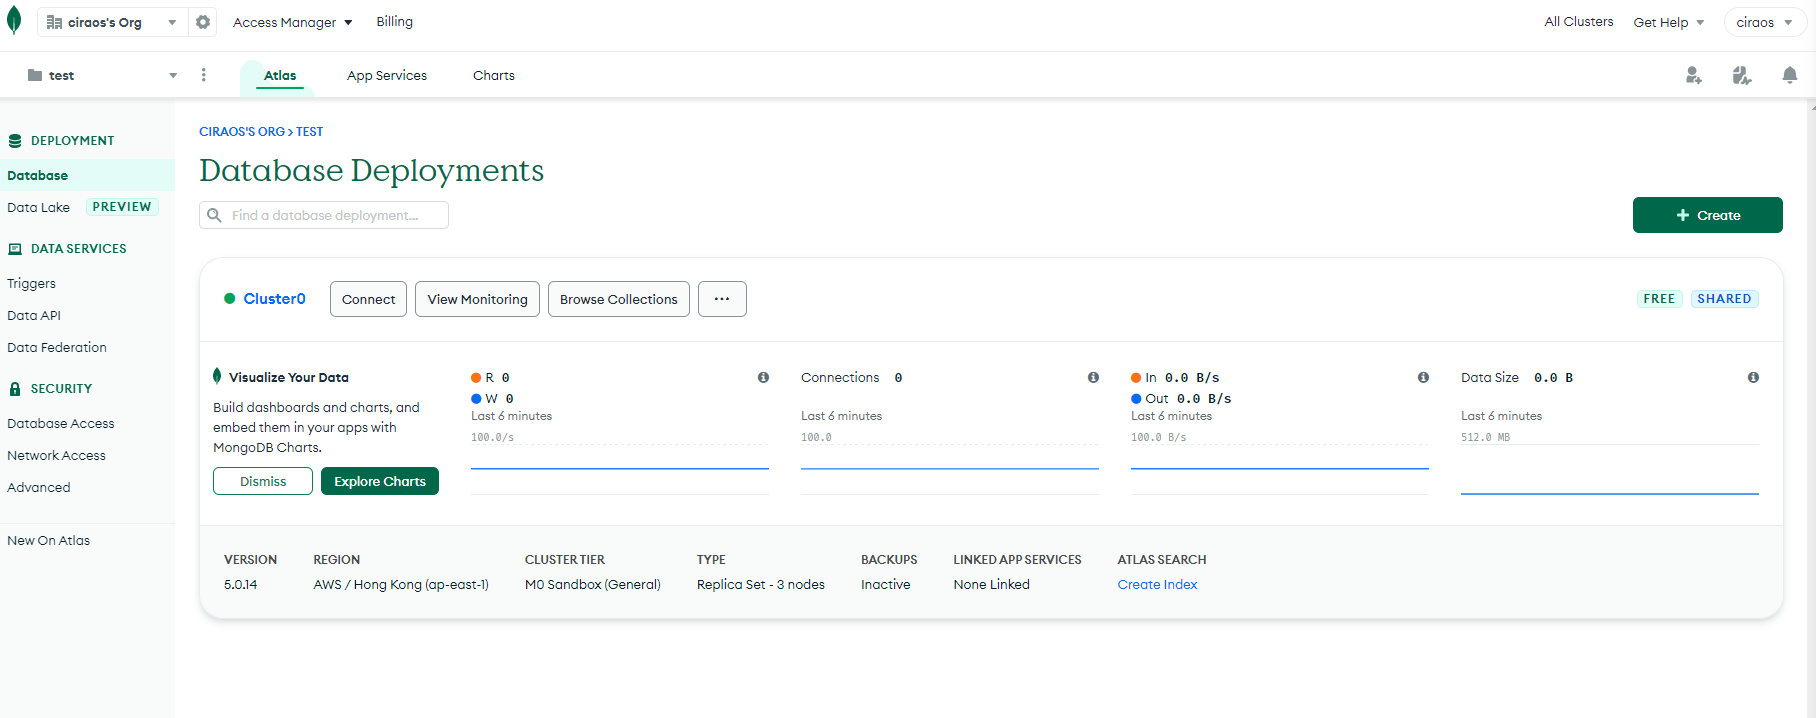 ciraos's Org
Access Manager
Billing
All Clusters
Get Help
ciraos
test
Atlas
App Services
Charts
DEPLOYMENT
Database
Data Lake PREVIEW
DATA SERVICES
Triggers
Data API
Data Federation
SECURITY
Database Access
Network Access
Advanced
New On Atlas
CIRAOS'S ORG > TEST
Database Deployments
Find a database deployment...
+ Create
Cluster0
Connect
View Monitoring
Browse Collections
...
FREE
SHARED
Visualize Your Data
Build dashboards and charts, and
embed them in your apps with
MongoDB Charts.
Dismiss
Explore Charts
R 0
W 0
Last 6 minutes
100.0/s
Connections 0
Last 6 minutes
100.0
In 0.0 B/s
Out 0.0 B/s
Last 6 minutes
100.0 B/s
Data Size 0.0 B
Last 6 minutes
512.0 MB
VERSION
5.0.14
REGION
AWS / Hong Kong (ap-east-1)
CLUSTER TIER
M0 Sandbox (General)
TYPE
Replica Set - 3 nodes
BACKUPS
Inactive
LINKED APP SERVICES
None Linked
ATLAS SEARCH
Create Index